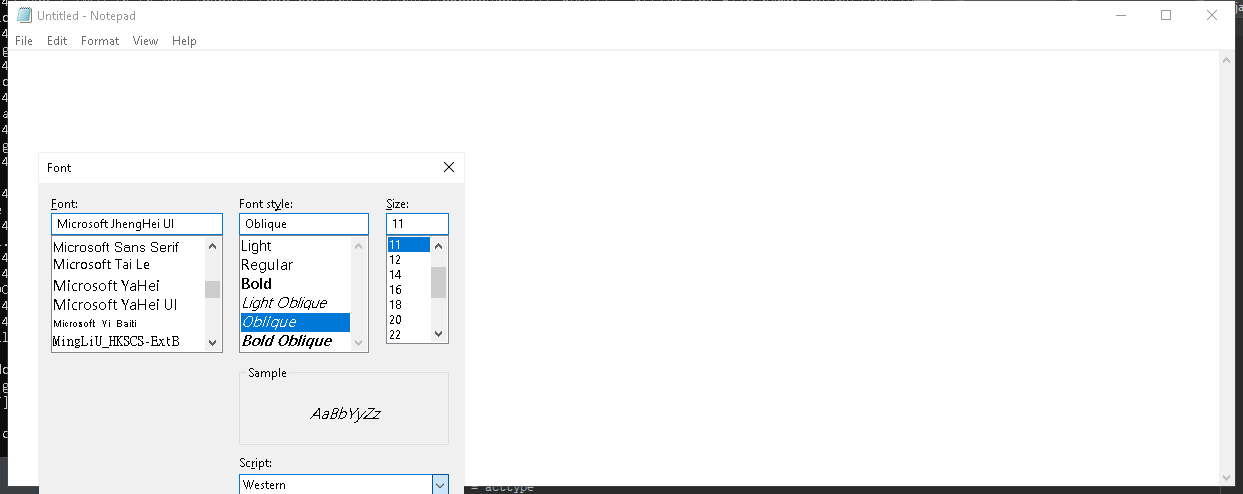 Untitled - Notepad
File Edit Format View Help
Font
Font: Font style: Size:
Microsoft JhengHei UI Oblique 11
Microsoft Sans Serif
Microsoft Tai Le
Microsoft YaHei
Microsoft YaHei UI
Microsoft Yi Baiti
MingLiU_HKSCS-ExtB
Light
Regular
Bold
Light Oblique
Oblique
Bold Oblique
11
12
14
16
18
20
22
Sample
AaBbYyZz
Script:
Western
= acttype